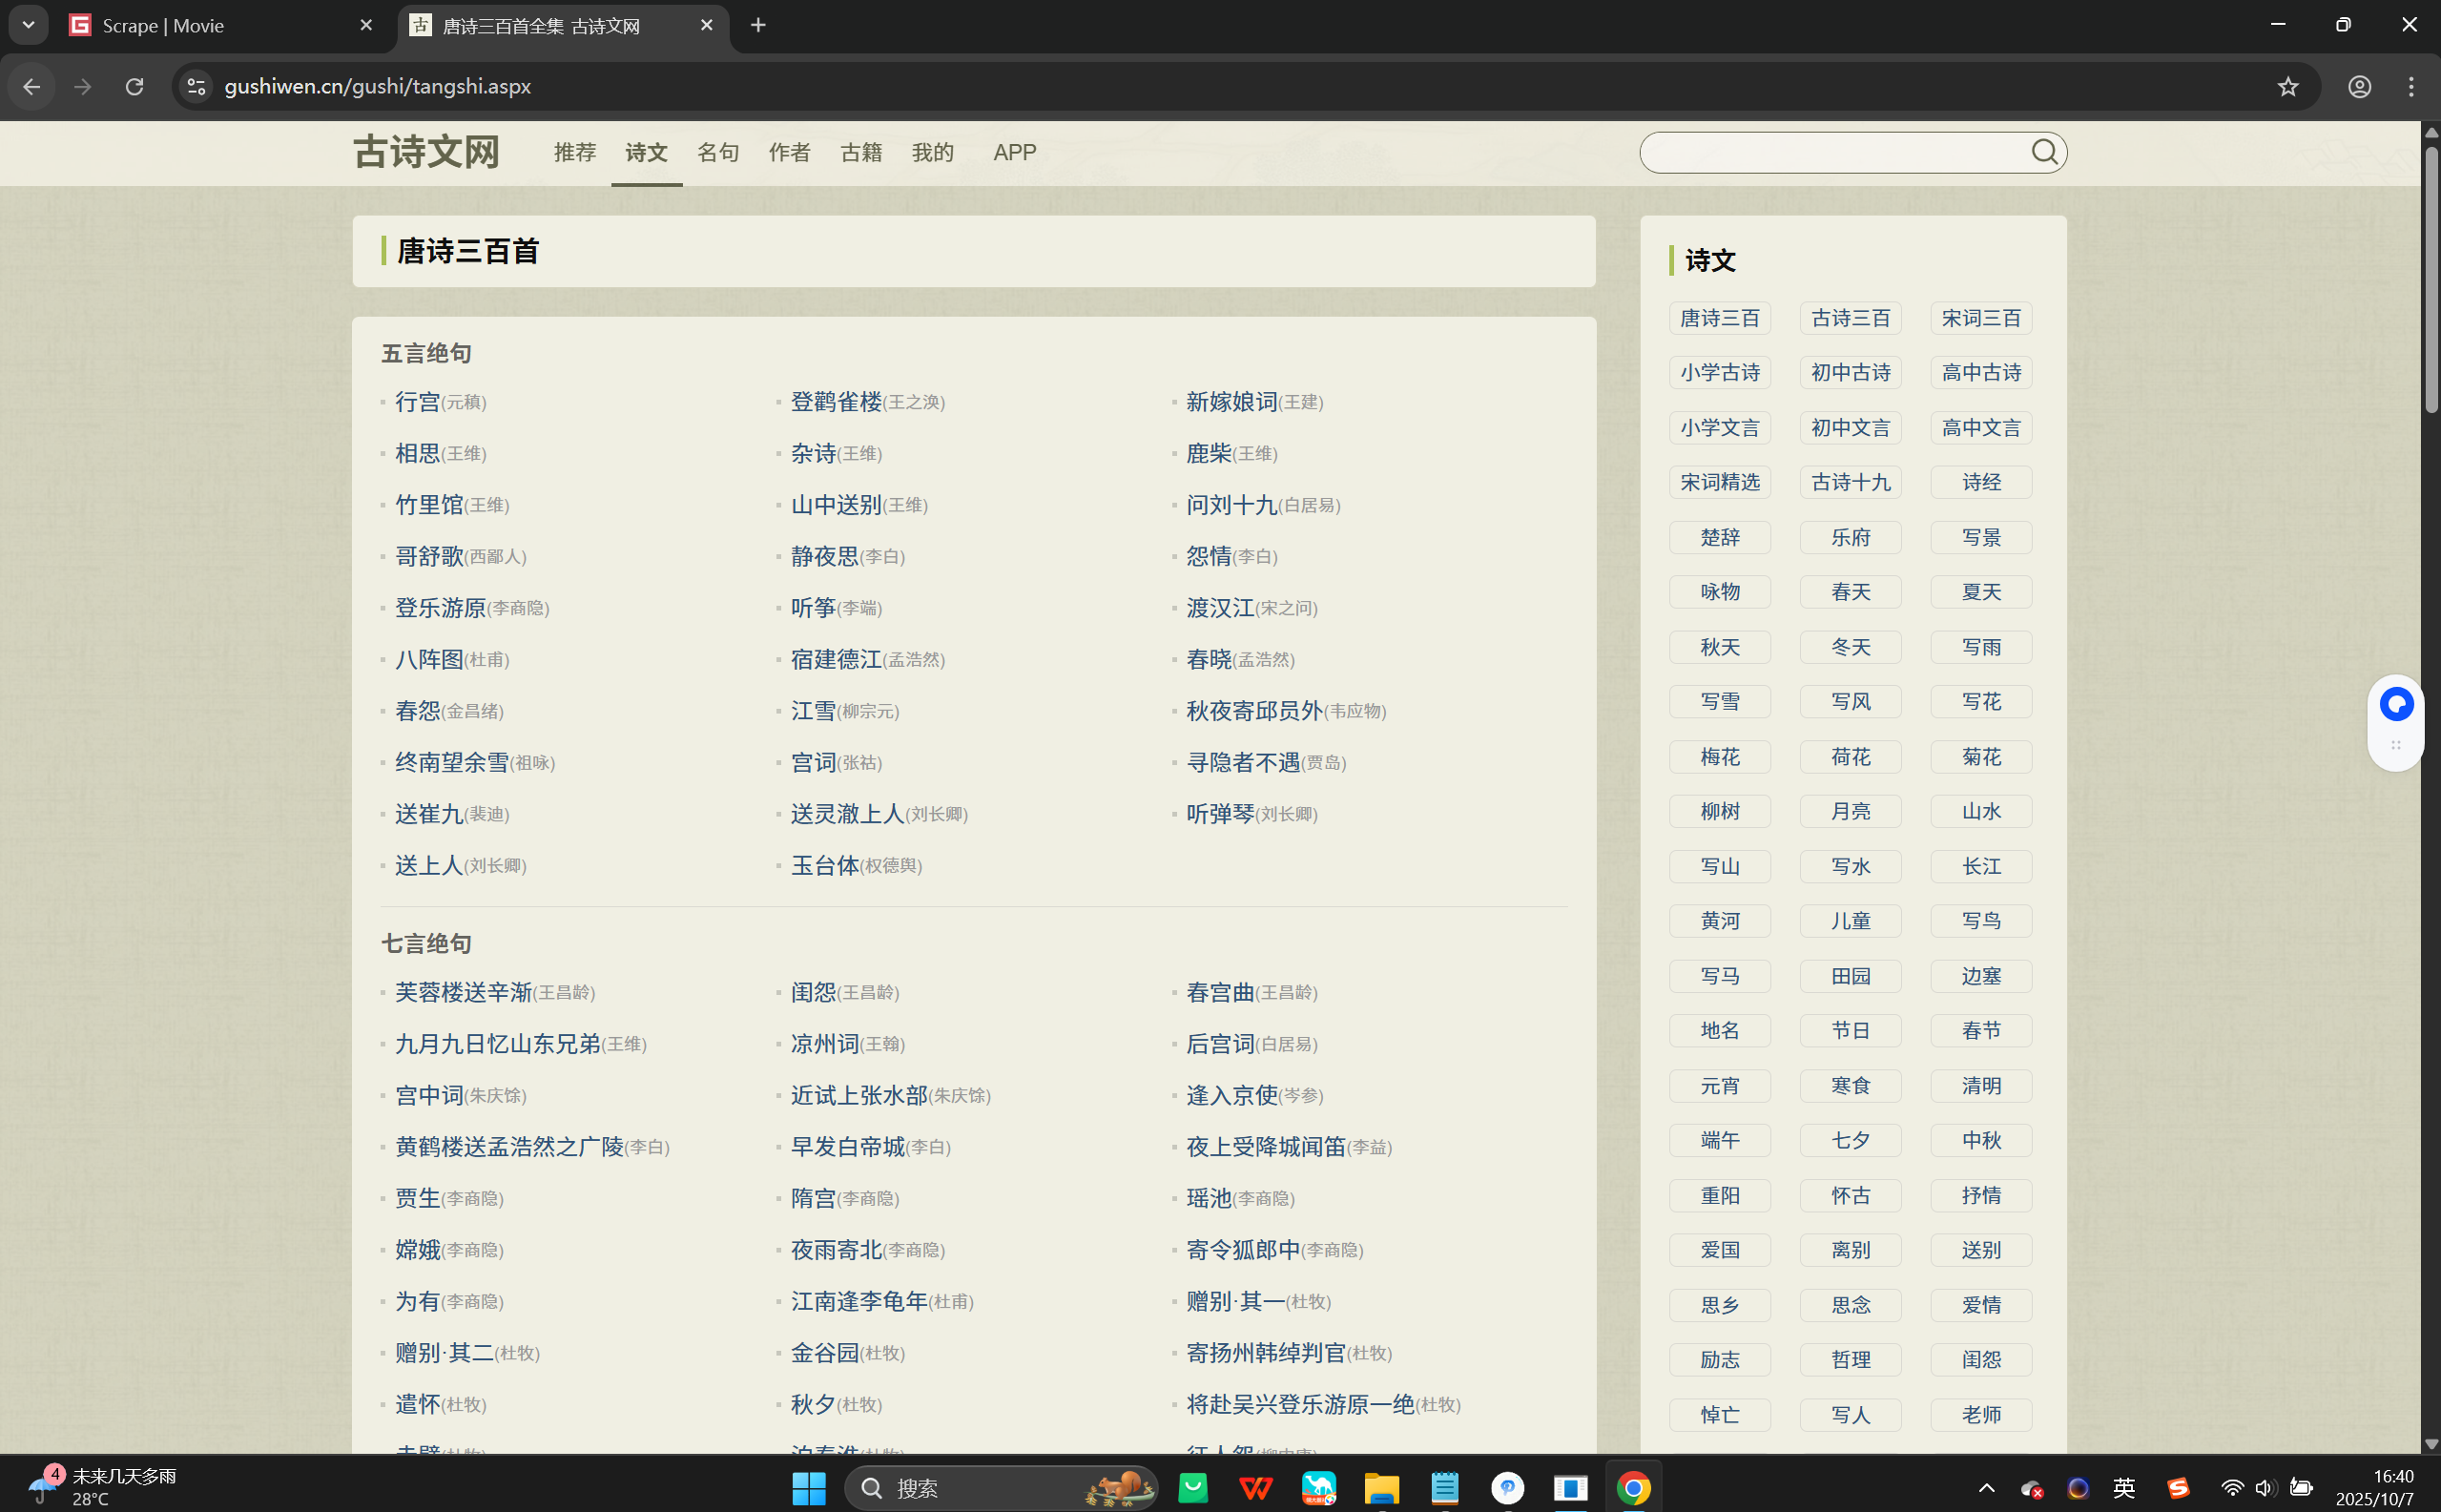 Scrape | Movie
唐诗三百首全集_古诗文网
gushiwen.cn/gushi/tangshi.aspx
古诗文网 推荐 诗文 名句 作者 古籍 我的 APP
唐诗三百首
五言绝句
行宫(元稹) 登鹳雀楼(王之涣) 新嫁娘词(王建)
相思(王维) 杂诗(王维) 鹿柴(王维)
竹里馆(王维) 山中送别(王维) 问刘十九(白居易)
哥舒歌(西鄙人) 静夜思(李白) 怨情(李白)
登乐游原(李商隐) 听筝(李端) 渡汉江(宋之问)
八阵图(杜甫) 宿建德江(孟浩然) 春晓(孟浩然)
春怨(金昌绪) 江雪(柳宗元) 秋夜寄邱员外(韦应物)
终南望余雪(祖咏) 宫词(张祜) 寻隐者不遇(贾岛)
送崔九(裴迪) 送灵澈上人(刘长卿) 听弹琴(刘长卿)
送上人(刘长卿) 玉台体(权德舆)
七言绝句
芙蓉楼送辛渐(王昌龄) 闺怨(王昌龄) 春宫曲(王昌龄)
九月九日忆山东兄弟(王维) 凉州词(王翰) 后宫词(白居易)
宫中词(朱庆馀) 近试上张水部(朱庆馀) 逢入京使(岑参)
黄鹤楼送孟浩然之广陵(李白) 早发白帝城(李白) 夜上受降城闻笛(李益)
贾生(李商隐) 隋宫(李商隐) 瑶池(李商隐)
嫦娥(李商隐) 夜雨寄北(李商隐) 寄令狐郎中(李商隐)
为有(李商隐) 江南逢李龟年(杜甫) 赠别·其一(杜牧)
赠别·其二(杜牧) 金谷园(杜牧) 寄扬州韩绰判官(杜牧)
遣怀(杜牧) 秋夕(杜牧) 将赴吴兴登乐游原一绝(杜牧)
诗文
唐诗三百 古诗三百 宋词三百
小学古诗 初中古诗 高中古诗
小学文言 初中文言 高中文言
宋词精选 古诗十九 诗经
楚辞 乐府 写景
咏物 春天 夏天
秋天 冬天 写雨
写雪 写风 写花
梅花 荷花 菊花
柳树 月亮 山水
写山 写水 长江
黄河 儿童 写鸟
写马 田园 边塞
地名 节日 春节
元宵 寒食 清明
端午 七夕 中秋
重阳 怀古 抒情
爱国 离别 送别
思乡 思念 爱情
励志 哲理 闺怨
悼亡 写人 老师
4
未来几天多雨
28°C
搜索
英
16:40
2025/10/7